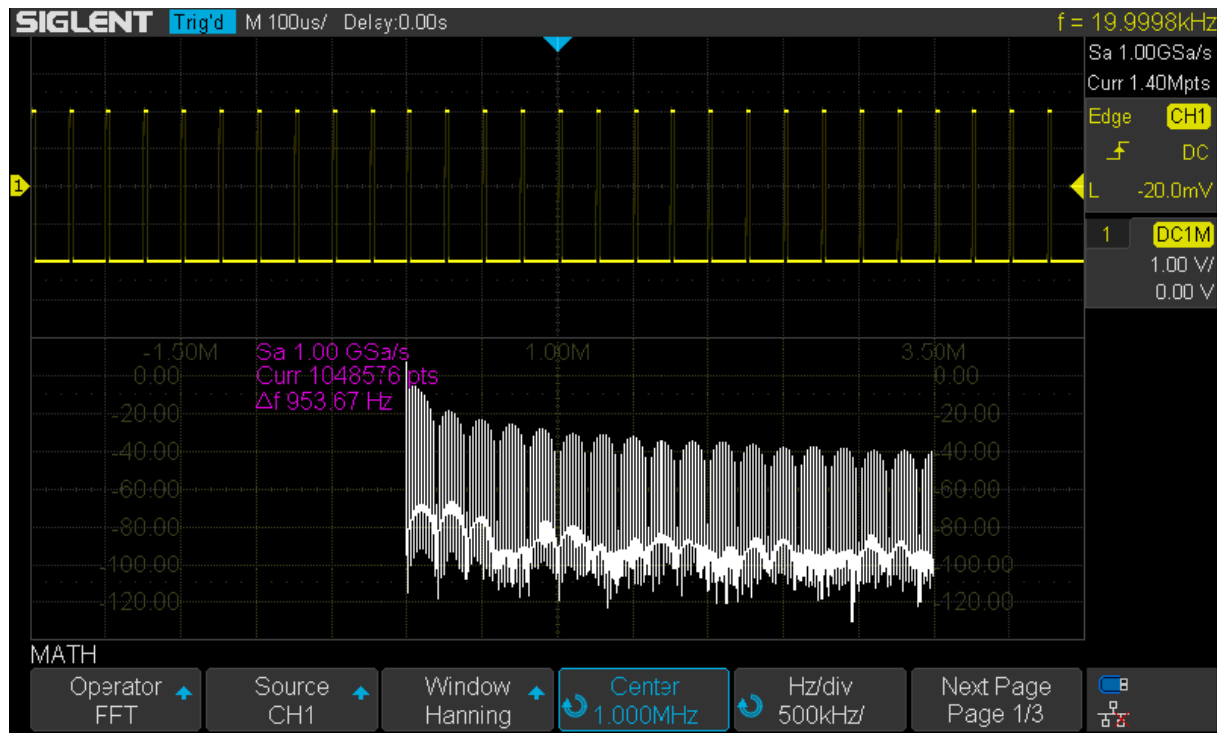 SIGLENT Trig'd M 100us/ Delay:0.00s f = 19.9998kHz
Sa 1.00GSa/s
Curr 1.40Mpts
Edge CH1
DC
L -20.0mV
1
1 DC1M
1.00 V/
0.00 V
-1.50M Sa 1.00 GSa/s 1.00M 3.50M
0.00 Curr 1048576 pts 0.00
-20.00 Δf 953.67 Hz -20.00
-40.00 -40.00
-60.00 -60.00
-80.00 -80.00
-100.00 -100.00
-120.00 -120.00
MATH
Operator Source Window Center Hz/div Next Page
FFT CH1 Hanning 1.000MHz 500kHz/ Page 1/3